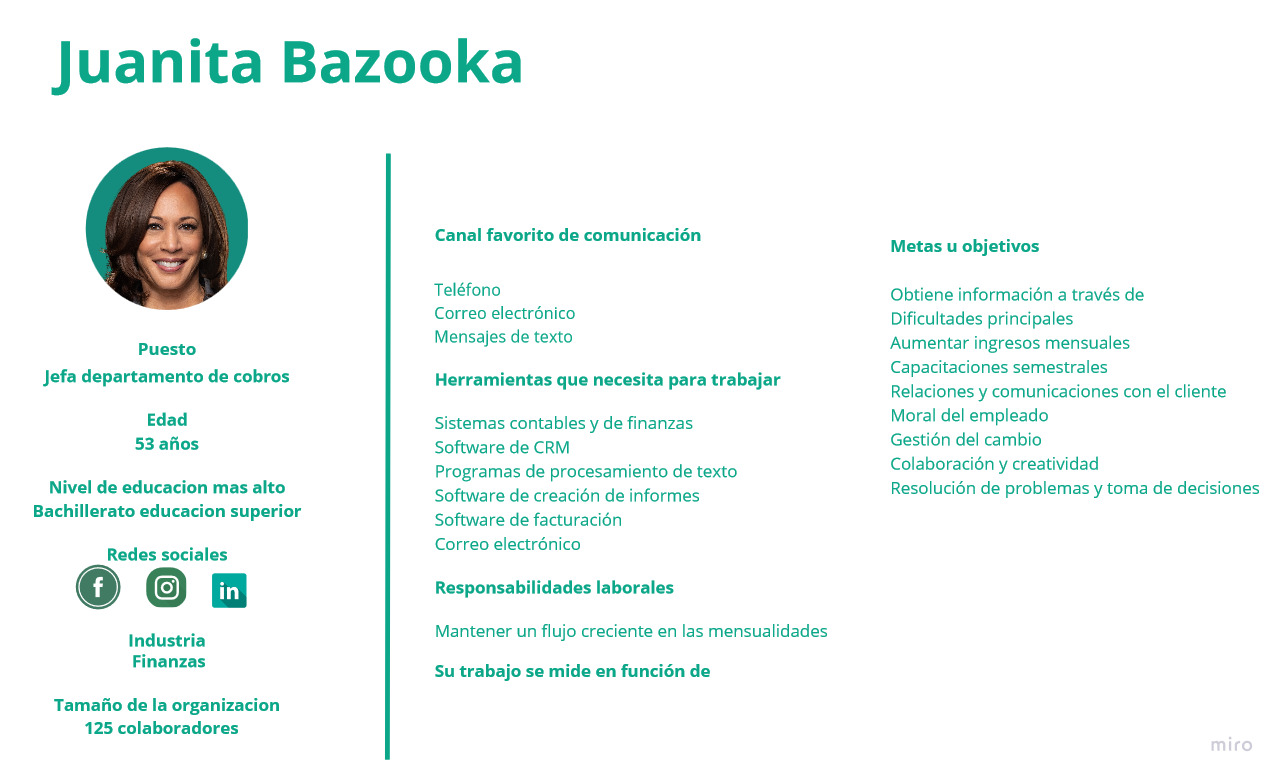 Juanita Bazooka
Puesto
Jefa departamento de cobros
Edad
53 años
Nivel de educacion mas alto
Bachillerato educacion superior
Redes sociales
f
in
Industria
Finanzas
Tamaño de la organizacion
125 colaboradores
Canal favorito de comunicación
Teléfono
Correo electrónico
Mensajes de texto
Herramientas que necesita para trabajar
Sistemas contables y de finanzas
Software de CRM
Programas de procesamiento de texto
Software de creación de informes
Software de facturación
Correo electrónico
Responsabilidades laborales
Mantener un flujo creciente en las mensualidades
Su trabajo se mide en función de
Metas u objetivos
Obtiene información a través de
Dificultades principales
Aumentar ingresos mensuales
Capacitaciones semestrales
Relaciones y comunicaciones con el cliente
Moral del empleado
Gestión del cambio
Colaboración y creatividad
Resolución de problemas y toma de decisiones
miro